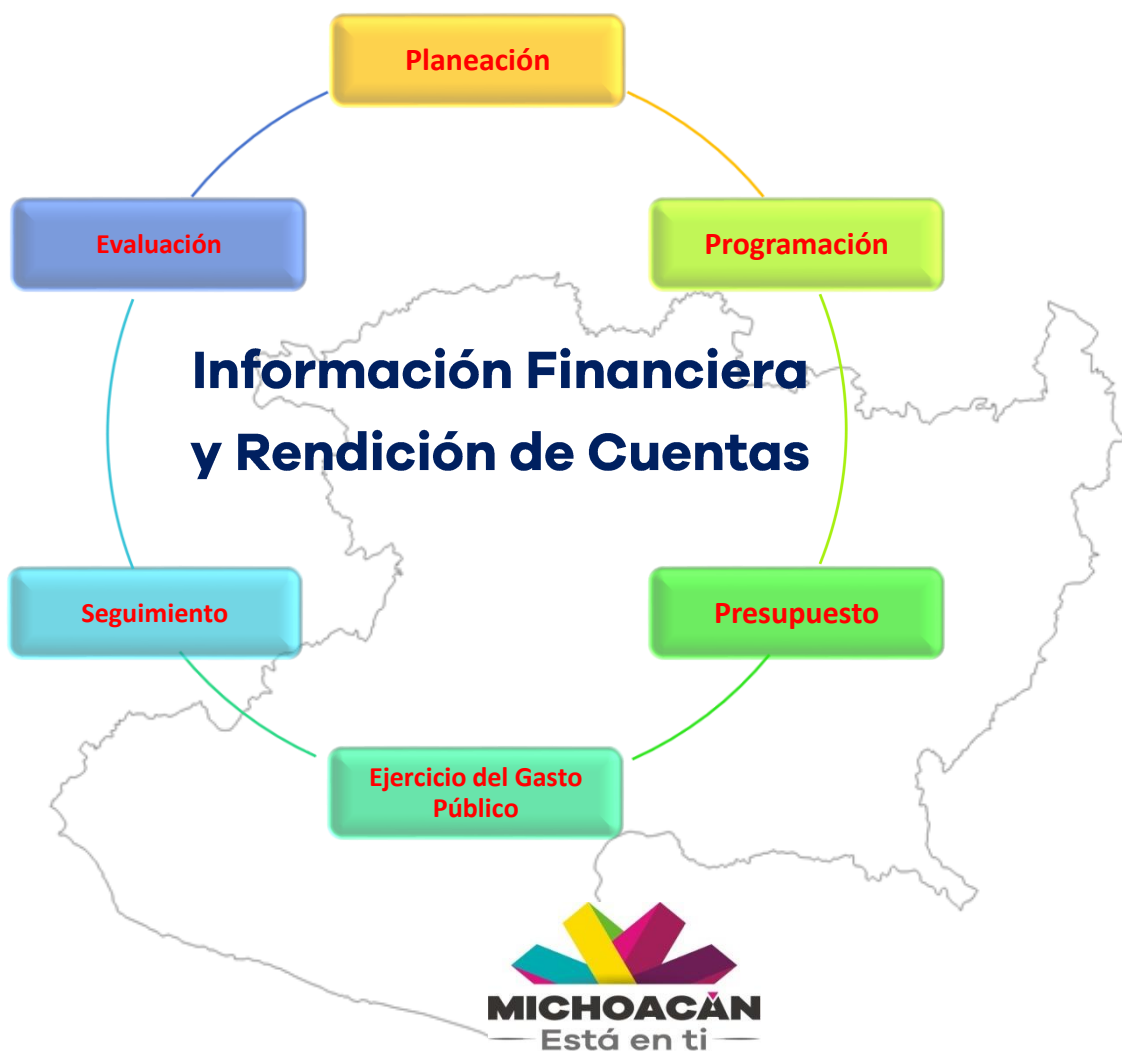 Planeación
Evaluación
Programación
Información Financiera
y Rendición de Cuentas
Seguimiento
Presupuesto
Ejercicio del Gasto
Público
MICHOACÁN
Está en ti